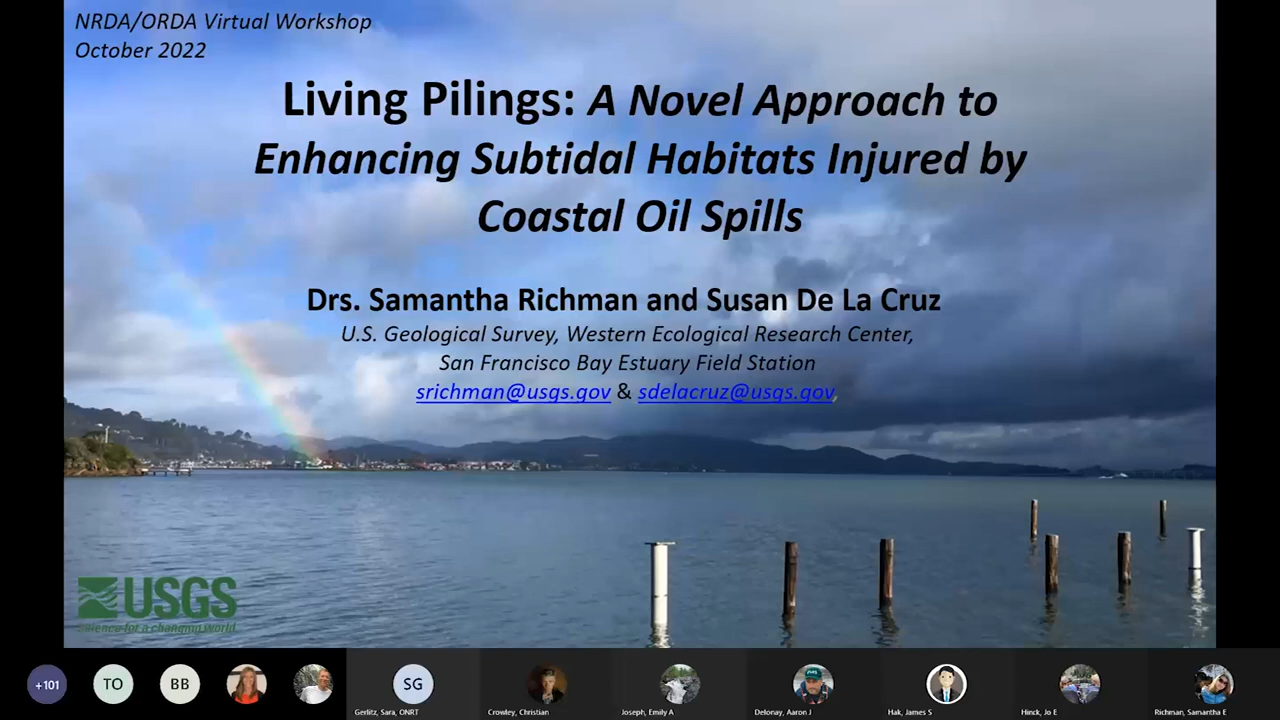 NRDA/ORDA Virtual Workshop
October 2022
Living Pilings: A Novel Approach to
Enhancing Subtidal Habitats Injured by
Coastal Oil Spills
Drs. Samantha Richman and Susan De La Cruz
U.S. Geological Survey, Western Ecological Research Center,
San Francisco Bay Estuary Field Station
srichman@usgs.gov & sdelacruz@usgs.gov
USGS
science for a changing world
+101
TO
BB
SG
Gerlitz, Sara, ONRT
Crowley, Christian
Joseph, Emily A
Delonay, Aaron J
Hak, James S
Hinck, Jo E
Richman, Samantha E